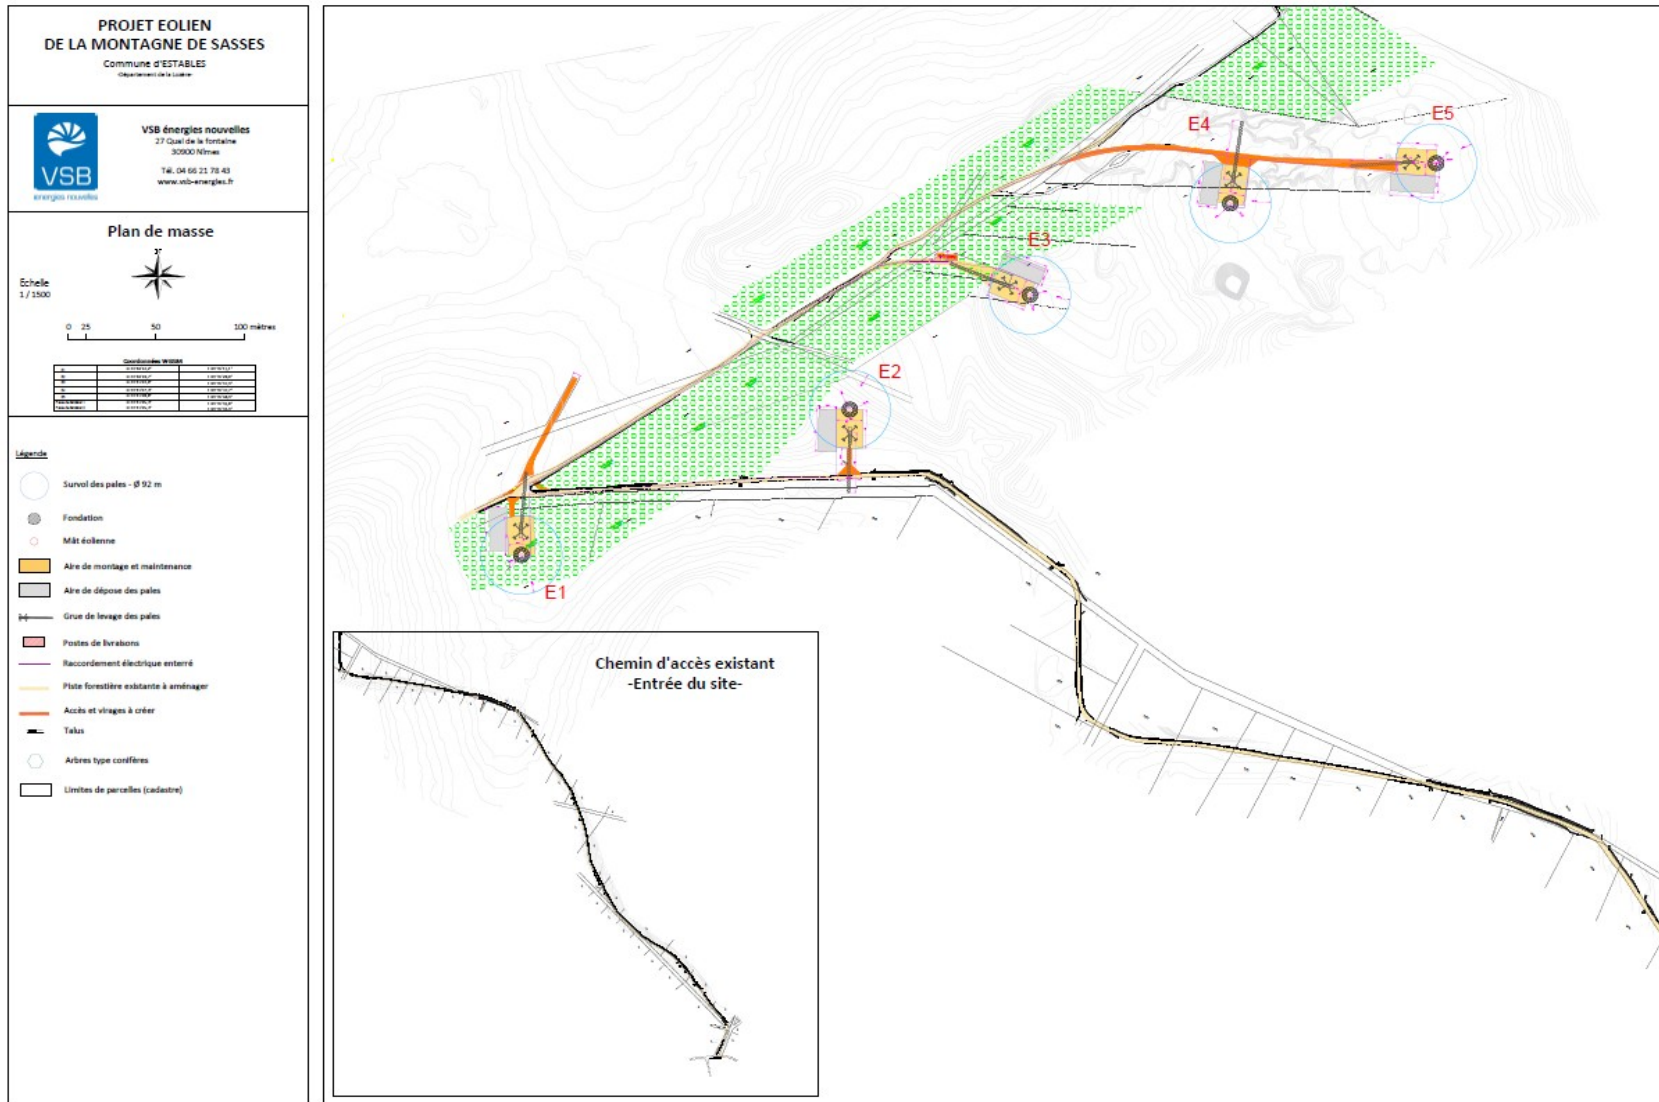 PROJET EOLIEN
DE LA MONTAGNE DE SASSES
Commune d'ESTABLES
-Département de la Lozère-
VSB
énergies nouvelles
VSB énergies nouvelles
27 Quai de la fontaine
30900 Nîmes
Tél. 04 66 21 78 43
www.vsb-energies.fr
Plan de masse
Echelle
1 / 1500
0 25 50 100 mètres
Coordonnées WGS84
Légende
Survol des pales - Ø 92 m
Fondation
Mât éolienne
Aire de montage et maintenance
Aire de dépose des pales
Grue de levage des pales
Postes de livraisons
Raccordement électrique enterré
Piste forestière existante à aménager
Accès et virages à créer
Talus
Arbres type conifères
Limites de parcelles (cadastre)
E5
E4
E3
E2
E1
Chemin d'accès existant
-Entrée du site-